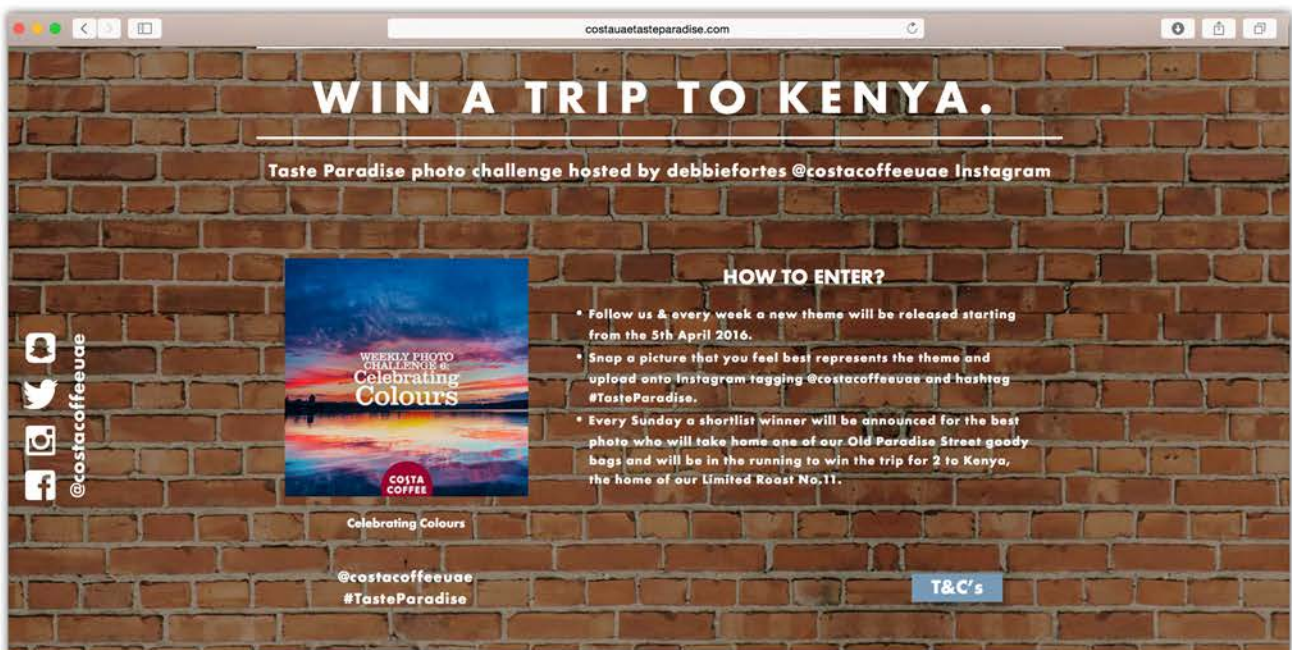 costauaetasteparadise.com
WIN A TRIP TO KENYA.
Taste Paradise photo challenge hosted by debbiefortes @costacoffeeuae Instagram
@costacoffeeuae
WEEKLY PHOTO
CHALLENGE 6:
Celebrating
Colours
COSTA
COFFEE
Celebrating Colours
@costacoffeeuae
#TasteParadise
HOW TO ENTER?
• Follow us & every week a new theme will be released starting
from the 5th April 2016.
• Snap a picture that you feel best represents the theme and
upload onto Instagram tagging @costacoffeeuae and hashtag
#TasteParadise.
• Every Sunday a shortlist winner will be announced for the best
photo who will take home one of our Old Paradise Street goody
bags and will be in the running to win the trip for 2 to Kenya,
the home of our Limited Roast No.11.
T&C's